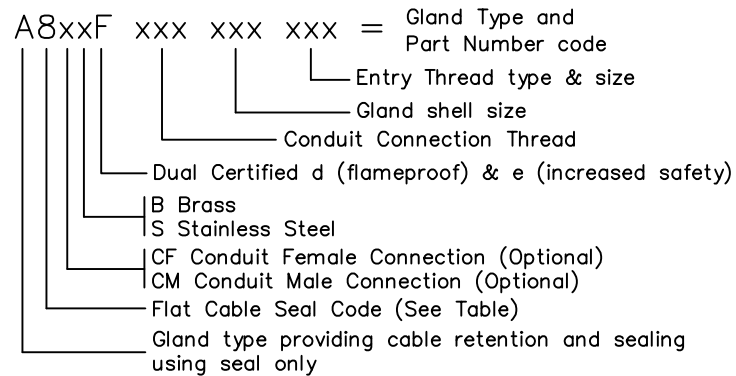 A8xxF xxx xxx xxx = Gland Type and
Part Number code
Entry Thread type & size
Gland shell size
Conduit Connection Thread
Dual Certified d (flameproof) & e (increased safety)
B Brass
S Stainless Steel
CF Conduit Female Connection (Optional)
CM Conduit Male Connection (Optional)
Flat Cable Seal Code (See Table)
Gland type providing cable retention and sealing
using seal only